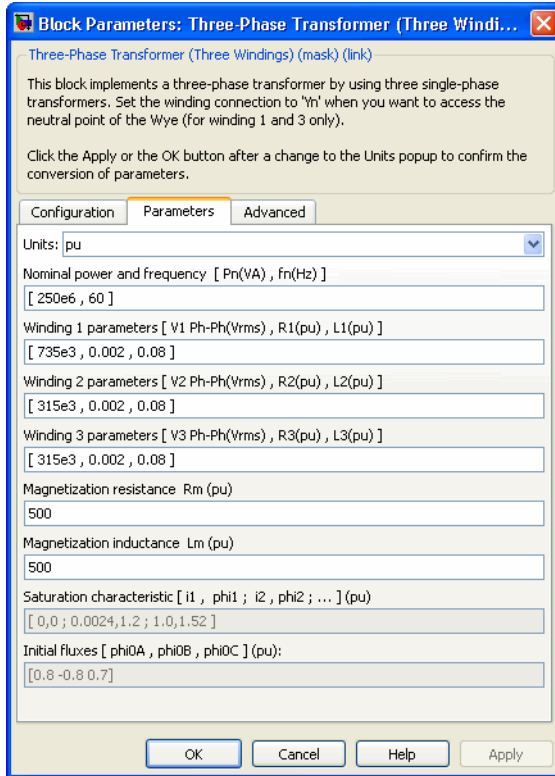 Block Parameters: Three-Phase Transformer (Three Windi...
Three-Phase Transformer (Three Windings) (mask) (link)
This block implements a three-phase transformer by using three single-phase
transformers. Set the winding connection to 'Yn' when you want to access the
neutral point of the Wye (for winding 1 and 3 only).
Click the Apply or the OK button after a change to the Units popup to confirm the
conversion of parameters.
Configuration Parameters Advanced
Units: pu
Nominal power and frequency [ Pn(VA) , fn(Hz) ]
[ 250e6 , 60 ]
Winding 1 parameters [ V1 Ph-Ph(Vrms) , R1(pu) , L1(pu) ]
[ 735e3 , 0.002 , 0.08 ]
Winding 2 parameters [ V2 Ph-Ph(Vrms) , R2(pu) , L2(pu) ]
[ 315e3 , 0.002 , 0.08 ]
Winding 3 parameters [ V3 Ph-Ph(Vrms) , R3(pu) , L3(pu) ]
[ 315e3 , 0.002 , 0.08 ]
Magnetization resistance Rm (pu)
500
Magnetization inductance Lm (pu)
500
Saturation characteristic [ i1 , phi1 ; i2 , phi2 ; ... ] (pu)
[ 0,0 ; 0.0024,1.2 ; 1.0,1.52 ]
Initial fluxes [ phi0A , phi0B , phi0C ] (pu):
[0.8 -0.8 0.7]
OK Cancel Help Apply